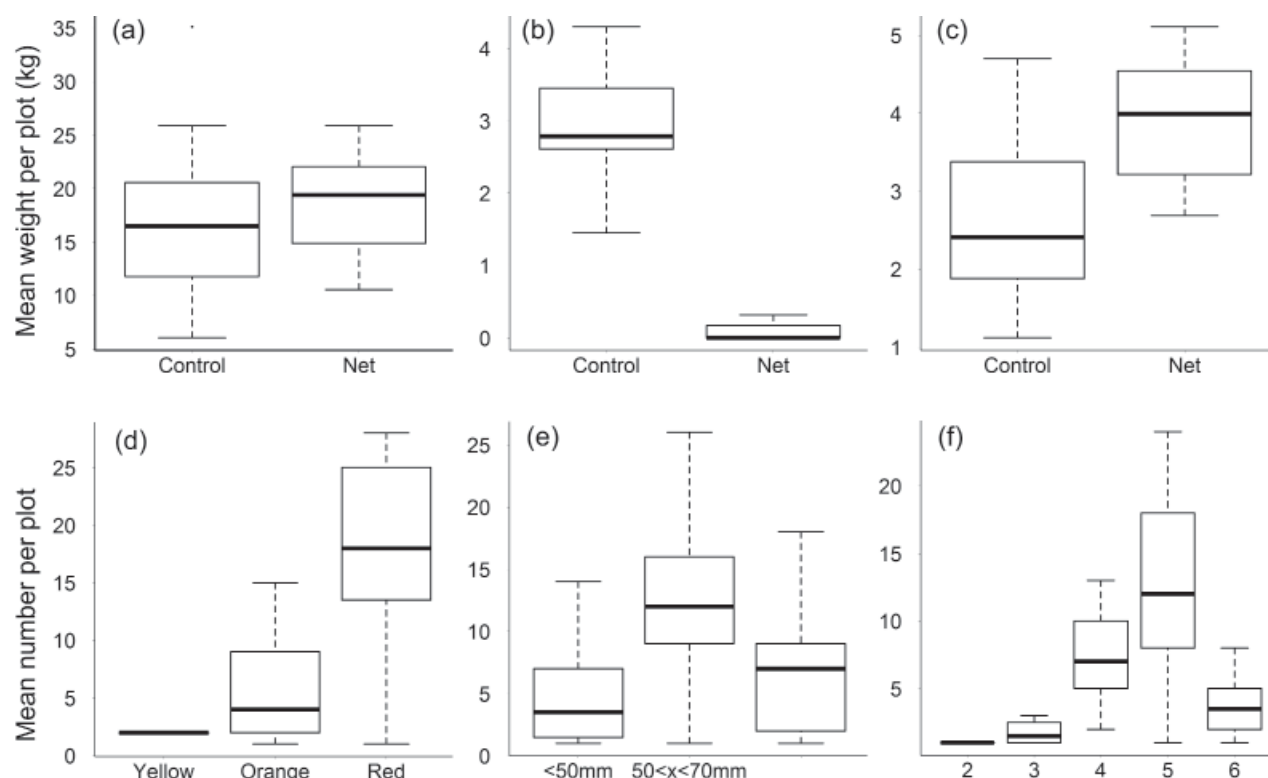 (a)
(b)
(c)
Mean weight per plot (kg)
35
30
25
20
15
10
5
4
3
2
1
0
5
4
3
2
1
Control
Net
Control
Net
Control
Net
(d)
(e)
(f)
Mean number per plot
25
20
15
10
5
0
25
20
15
10
5
0
20
15
10
5
Yellow
Orange
Red
<50mm
50<x<70mm
2
3
4
5
6